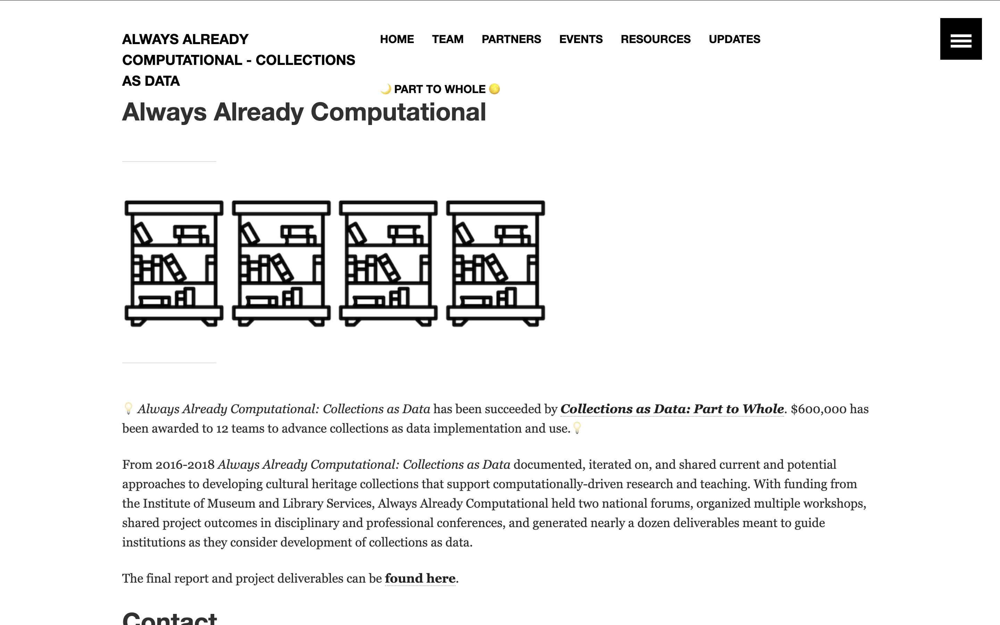 ALWAYS ALREADY
COMPUTATIONAL - COLLECTIONS
AS DATA
HOME TEAM PARTNERS EVENTS RESOURCES UPDATES
🌙 PART TO WHOLE 🌕
Always Already Computational
💡 Always Already Computational: Collections as Data has been succeeded by Collections as Data: Part to Whole. $600,000 has
been awarded to 12 teams to advance collections as data implementation and use.💡
From 2016-2018 Always Already Computational: Collections as Data documented, iterated on, and shared current and potential
approaches to developing cultural heritage collections that support computationally-driven research and teaching. With funding from
the Institute of Museum and Library Services, Always Already Computational held two national forums, organized multiple workshops,
shared project outcomes in disciplinary and professional conferences, and generated nearly a dozen deliverables meant to guide
institutions as they consider development of collections as data.
The final report and project deliverables can be found here.
Contact